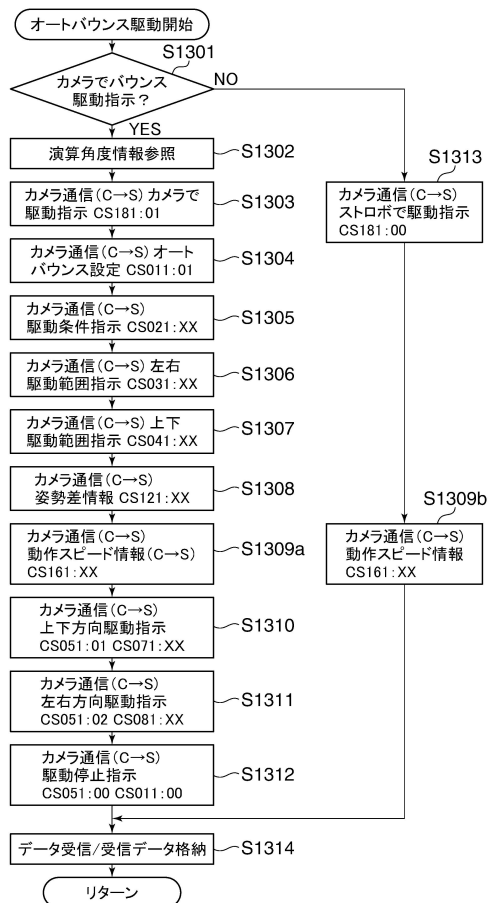 オートバウンス駆動開始
S1301
カメラでバウンス
駆動指示？
NO
YES
演算角度情報参照
S1302
カメラ通信(C→S) カメラで
駆動指示 CS181:01
S1303
カメラ通信(C→S) オート
バウンス設定 CS011:01
S1304
カメラ通信(C→S)
駆動条件指示 CS021:XX
S1305
カメラ通信(C→S) 左右
駆動範囲指示 CS031:XX
S1306
カメラ通信(C→S) 上下
駆動範囲指示 CS041:XX
S1307
カメラ通信(C→S)
姿勢差情報 CS121:XX
S1308
カメラ通信(C→S)
動作スピード情報(C→S)
CS161:XX
S1309a
カメラ通信(C→S)
上下方向駆動指示
CS051:01 CS071:XX
S1310
カメラ通信(C→S)
左右方向駆動指示
CS051:02 CS081:XX
S1311
カメラ通信(C→S)
駆動停止指示
CS051:00 CS011:00
S1312
S1313
カメラ通信(C→S)
ストロボで駆動指示
CS181:00
S1309b
カメラ通信(C→S)
動作スピード情報
CS161:XX
データ受信/受信データ格納
S1314
リターン